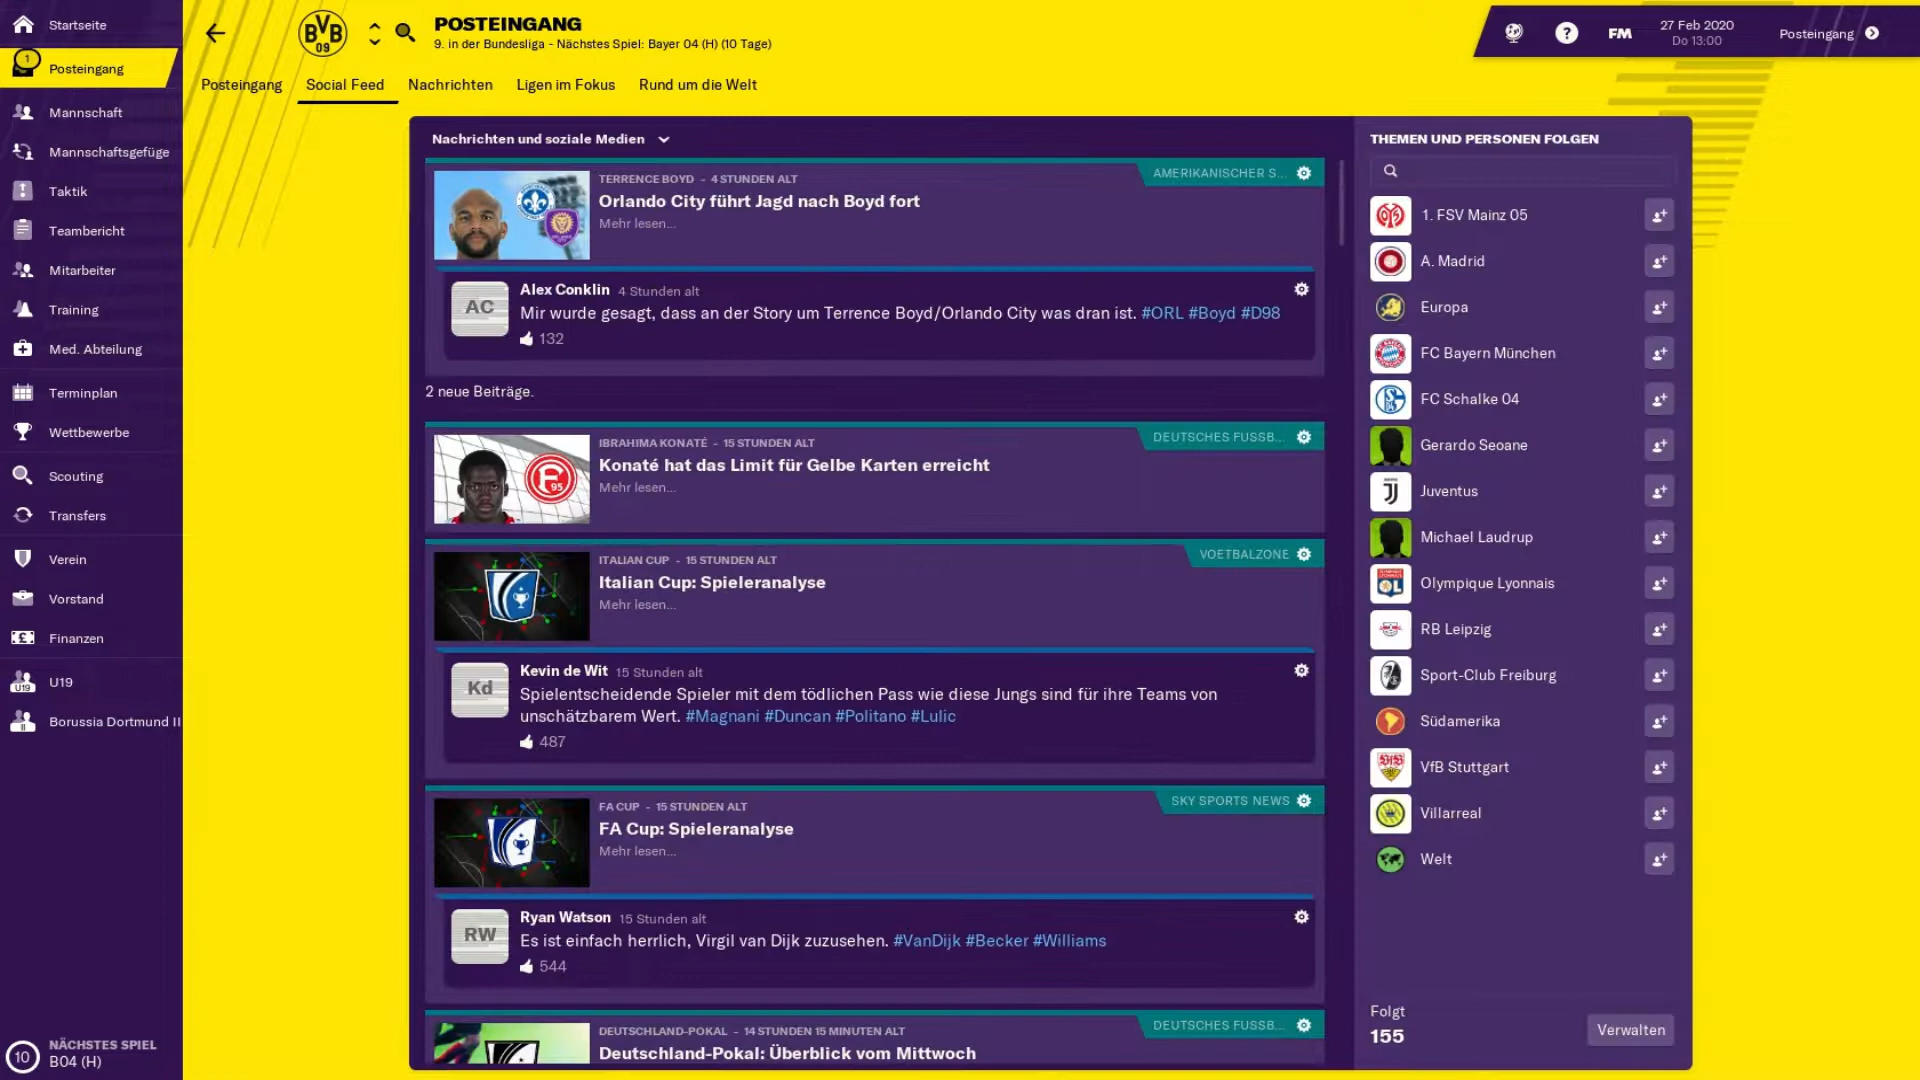 Startseite
1
Posteingang
Mannschaft
Mannschaftsgefüge
Taktik
Teambericht
Mitarbeiter
Training
Med. Abteilung
Terminplan
Wettbewerbe
Scouting
Transfers
Verein
Vorstand
Finanzen
U19
U19
II
Borussia Dortmund II
10
NÄCHSTES SPIEL
B04 (H)
BVB
09
POSTEINGANG
9. in der Bundesliga - Nächstes Spiel: Bayer 04 (H) (10 Tage)
?
FM
27 Feb 2020
Do 13:00
Posteingang
Posteingang
Social Feed
Nachrichten
Ligen im Fokus
Rund um die Welt
Nachrichten und soziale Medien
TERRENCE BOYD - 4 STUNDEN ALT
AMERIKANISCHER S...
Orlando City führt Jagd nach Boyd fort
Mehr lesen...
AC
Alex Conklin 4 Stunden alt
Mir wurde gesagt, dass an der Story um Terrence Boyd/Orlando City was dran ist. #ORL #Boyd #D98
132
2 neue Beiträge.
IBRAHIMA KONATÉ - 15 STUNDEN ALT
DEUTSCHES FUSSB...
Konaté hat das Limit für Gelbe Karten erreicht
Mehr lesen...
F
95
ITALIAN CUP - 15 STUNDEN ALT
VOETBALZONE
Italian Cup: Spieleranalyse
Mehr lesen...
Kd
Kevin de Wit 15 Stunden alt
Spielentscheidende Spieler mit dem tödlichen Pass wie diese Jungs sind für ihre Teams von
unschätzbarem Wert. #Magnani #Duncan #Politano #Lulic
487
FA CUP - 15 STUNDEN ALT
SKY SPORTS NEWS
FA Cup: Spieleranalyse
Mehr lesen...
RW
Ryan Watson 15 Stunden alt
Es ist einfach herrlich, Virgil van Dijk zuzusehen. #VanDijk #Becker #Williams
544
DEUTSCHLAND-POKAL - 14 STUNDEN 15 MINUTEN ALT
DEUTSCHES FUSSB...
Deutschland-Pokal: Überblick vom Mittwoch
THEMEN UND PERSONEN FOLGEN
1. FSV Mainz 05
A. Madrid
Europa
FC Bayern München
FC Schalke 04
Gerardo Seoane
Juventus
Michael Laudrup
OL
Olympique Lyonnais
RB Leipzig
Sport-Club Freiburg
Südamerika
VfB Stuttgart
Villarreal
Welt
Folgt
155
Verwalten